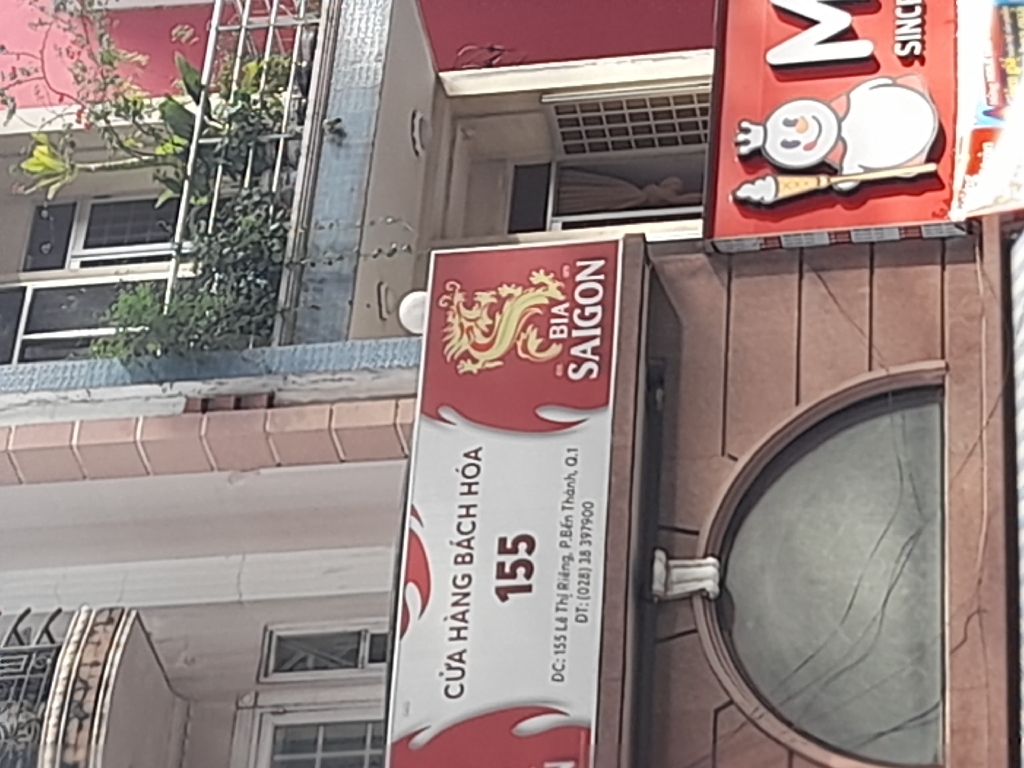 CỬA HÀNG BÁCH HÓA
155
ĐC: 155 Lê Thị Riêng, P.Bến Thành, Q.1
ĐT: (028) 38 397900
BIA
SAIGON
SINCE